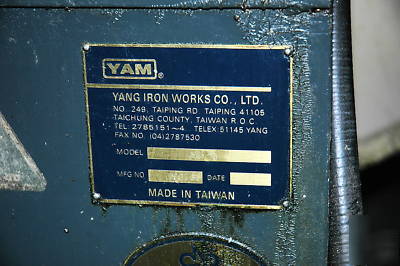 YAM ®
YANG IRON WORKS CO., LTD.
NO. 249, TAIPING RD. TAIPING 41105
TAICHUNG COUNTY, TAIWAN R O C
TEL: 2785151~4 TELEX: 51145 YANG
FAX NO. (04)2787530
MODEL
MFG NO DATE
MADE IN TAIWAN